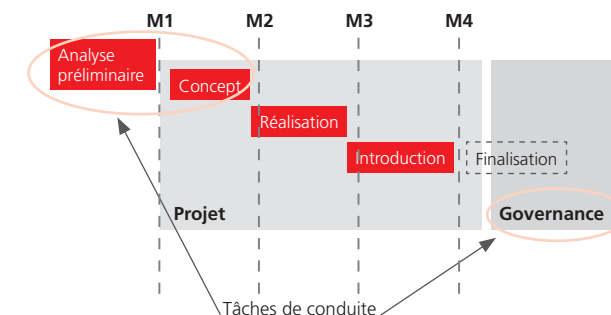 M1 M2 M3 M4
Analyse
préliminaire
Concept
Réalisation
Introduction
Finalisation
Projet
Governance
Tâches de conduite